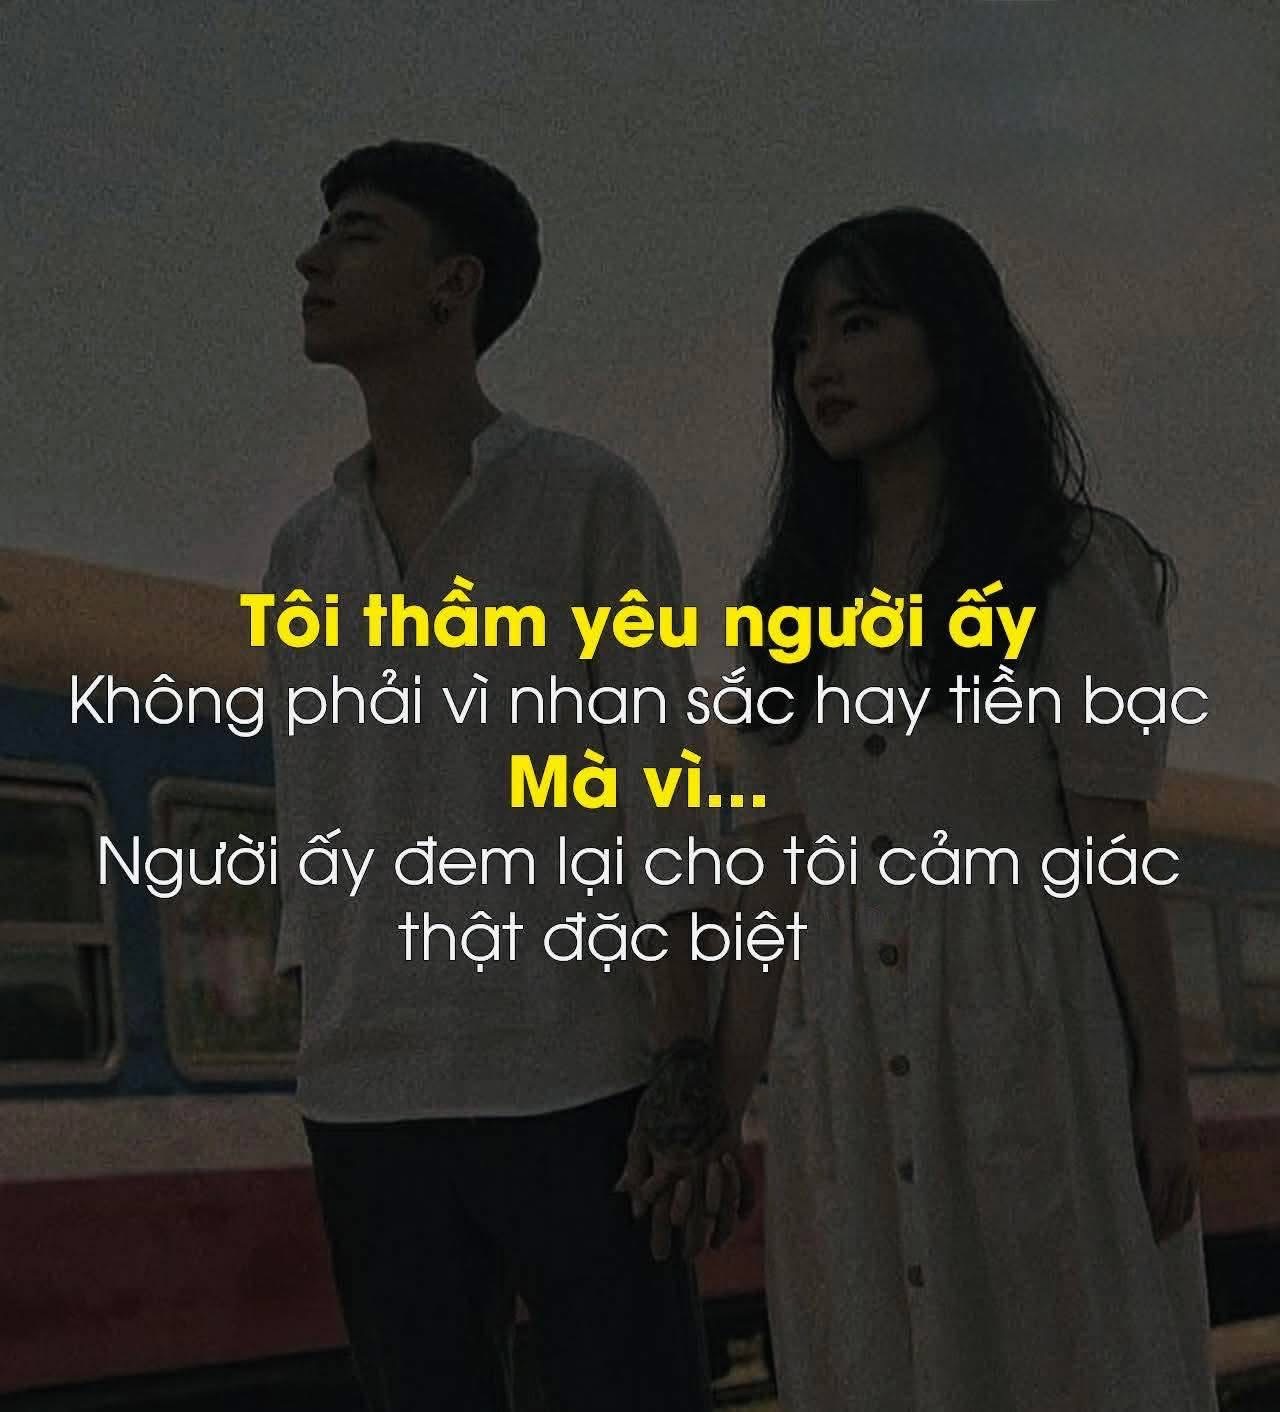 Tôi thầm yêu người ấy
Không phải vì nhan sắc hay tiền bạc
Mà vì...
Người ấy đem lại cho tôi cảm giác
thật đặc biệt